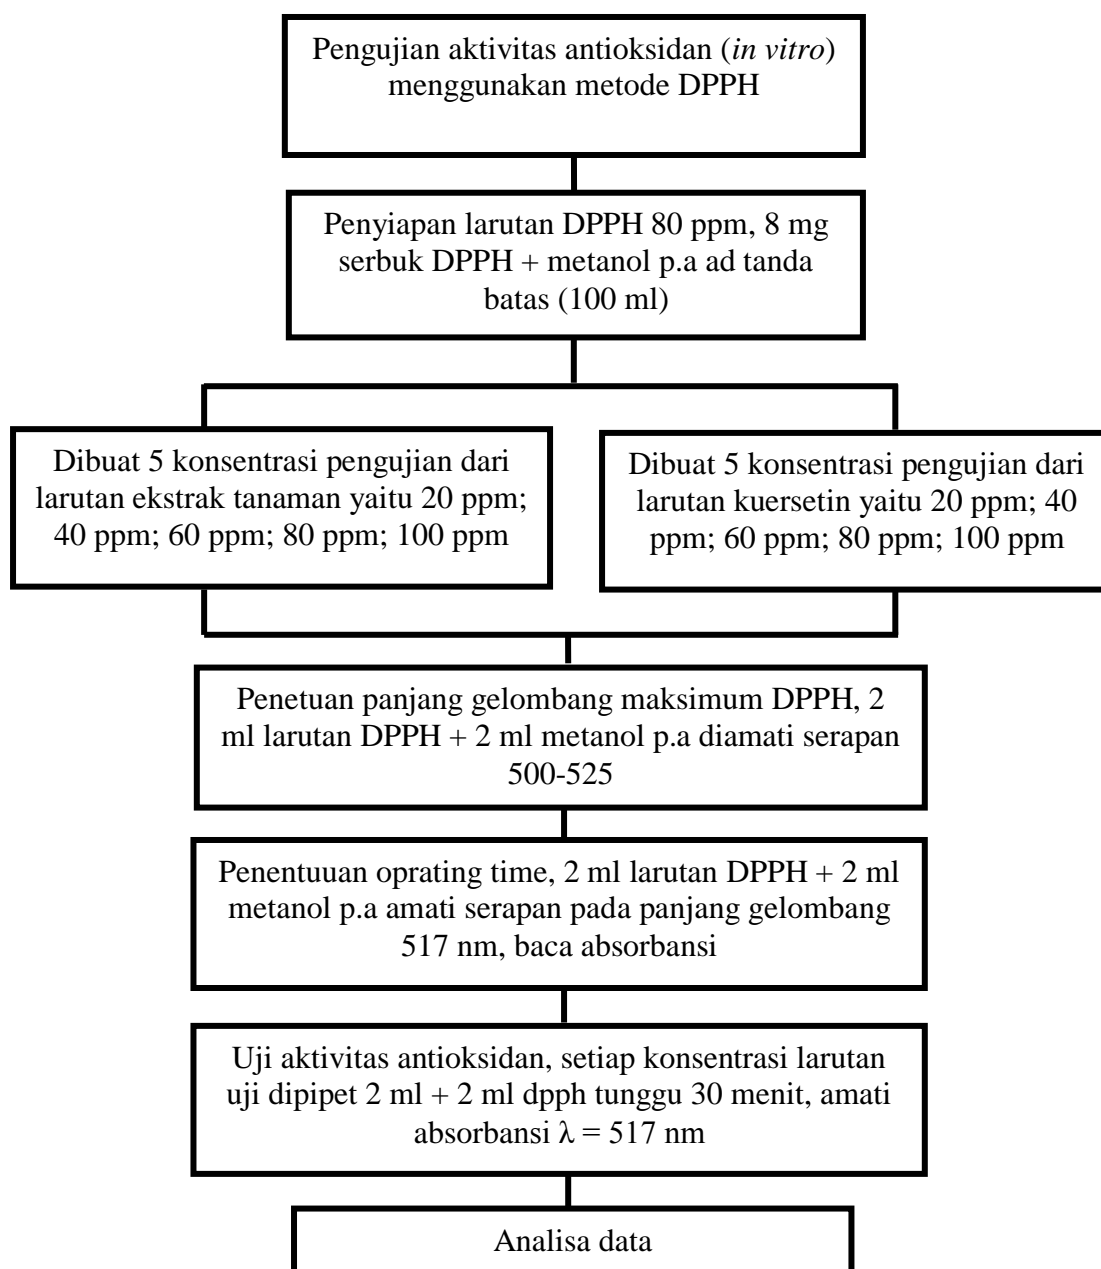 Pengujian aktivitas antioksidan (in vitro)
menggunakan metode DPPH
Penyiapan larutan DPPH 80 ppm, 8 mg
serbuk DPPH + metanol p.a ad tanda
batas (100 ml)
Dibuat 5 konsentrasi pengujian dari
larutan ekstrak tanaman yaitu 20 ppm;
40 ppm; 60 ppm; 80 ppm; 100 ppm
Dibuat 5 konsentrasi pengujian dari
larutan kuersetin yaitu 20 ppm; 40
ppm; 60 ppm; 80 ppm; 100 ppm
Penetuan panjang gelombang maksimum DPPH, 2
ml larutan DPPH + 2 ml metanol p.a diamati serapan
500-525
Penentuuan oprating time, 2 ml larutan DPPH + 2 ml
metanol p.a amati serapan pada panjang gelombang
517 nm, baca absorbansi
Uji aktivitas antioksidan, setiap konsentrasi larutan
uji dipipet 2 ml + 2 ml dpph tunggu 30 menit, amati
absorbansi λ = 517 nm
Analisa data